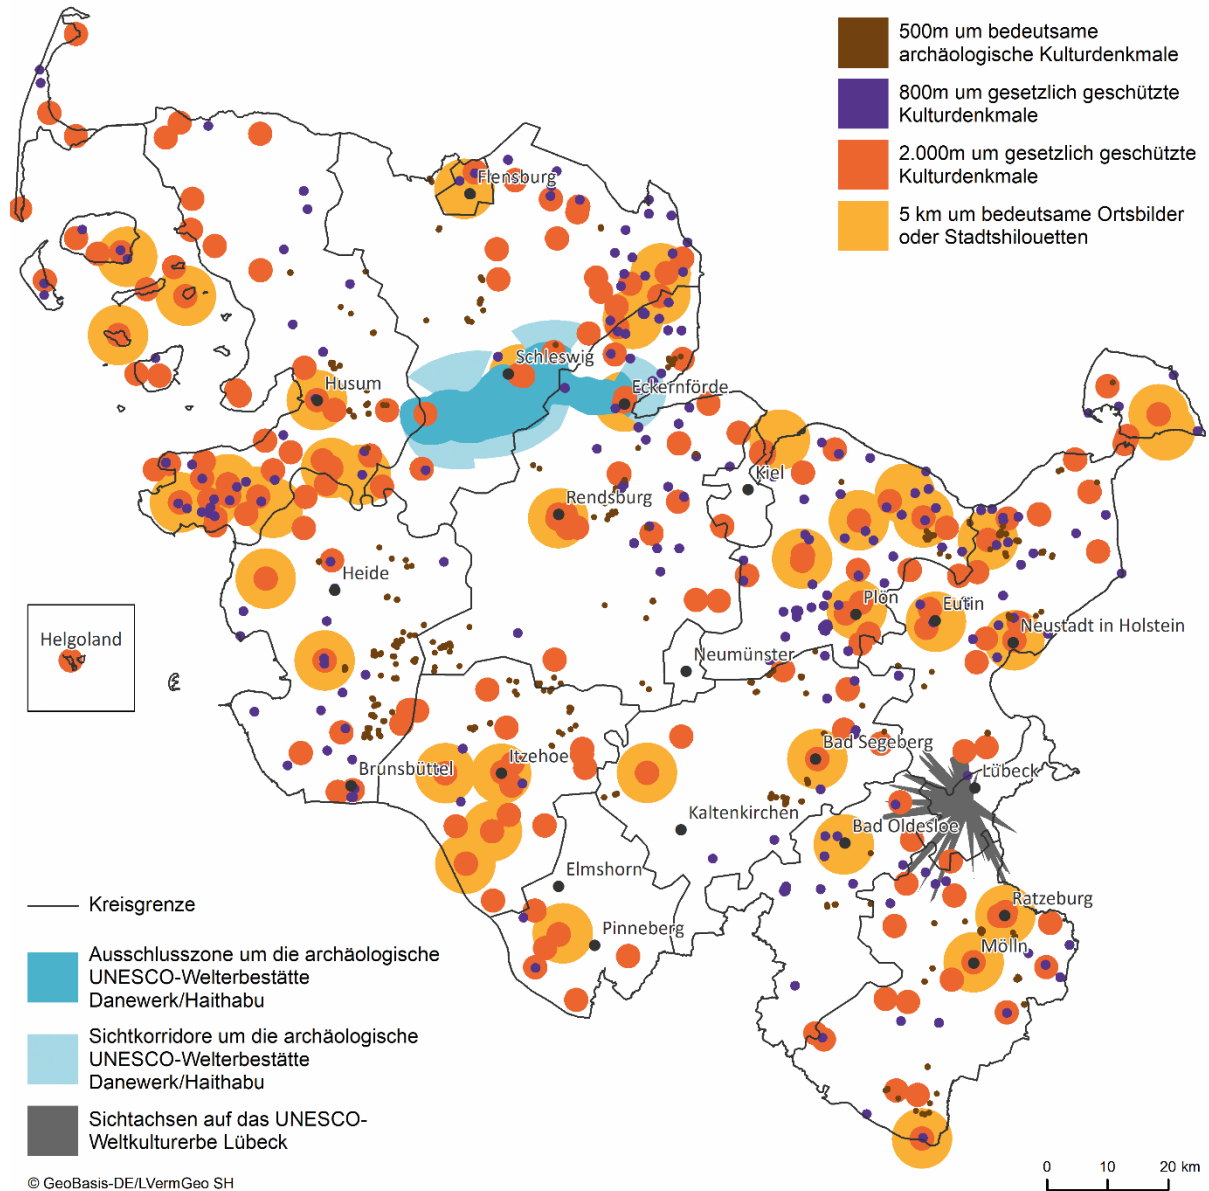 500m um bedeutsame
archäologische Kulturdenkmale
800m um gesetzlich geschützte
Kulturdenkmale
2.000m um gesetzlich geschützte
Kulturdenkmale
5 km um bedeutsame Ortsbilder
oder Stadtshilouetten
Flensburg
Schleswig
Husum
Eckernförde
Kiel
Rendsburg
Heide
Plön
Eutin
Helgoland
Neustadt in Holstein
Neumünster
Bad Segeberg
Itzehoe
Brunsbüttel
Lübeck
Kaltenkirchen
Bad Oldesloe
Elmshorn
Ratzeburg
Pinneberg
Mölln
Kreisgrenze
Ausschlusszone um die archäologische
UNESCO-Welterbestätte
Danewerk/Haithabu
Sichtkorridore um die archäologische
UNESCO-Welterbestätte
Danewerk/Haithabu
Sichtachsen auf das UNESCO-
Weltkulturerbe Lübeck
© GeoBasis-DE/LVermGeo SH
0 10 20 km